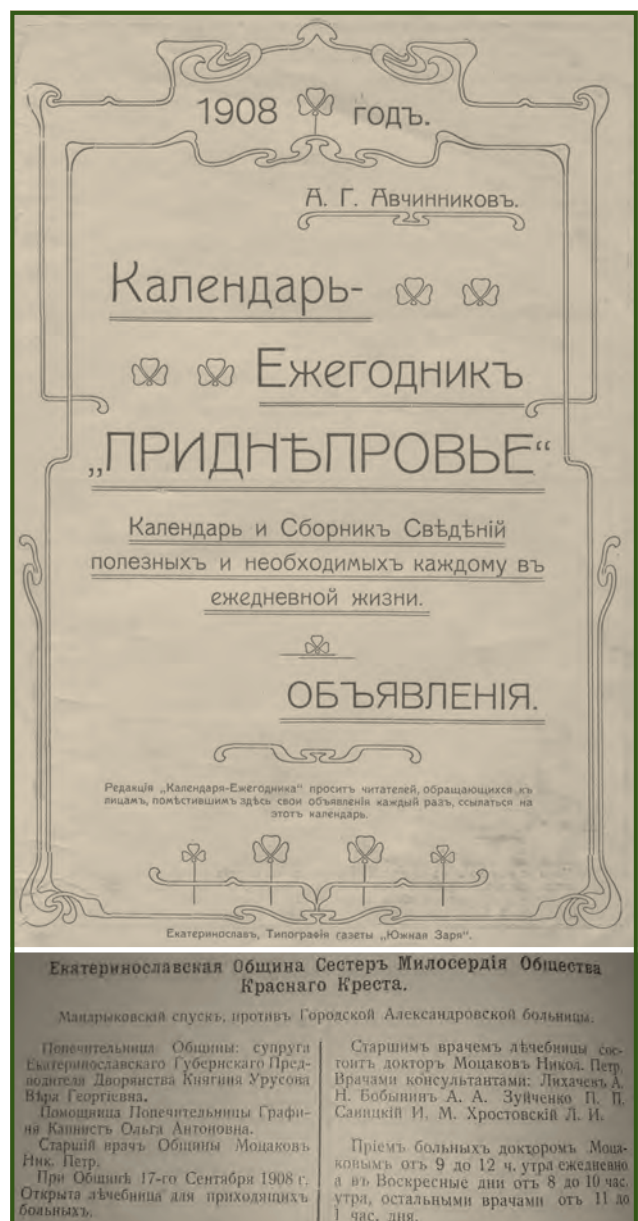 1908 годъ.
А. Г. Авчинниковъ.
Календарь-
Ежегодникъ
„ПРИДНѢПРОВЬЕ“
Календарь и Сборникъ Свѣдѣній
полезныхъ и необходимыхъ каждому въ
ежедневной жизни.
ОБЪЯВЛЕНІЯ.
Редакція „Календаря-Ежегодника“ проситъ читателей, обращающихся къ
лицамъ, помѣстившимъ здѣсь свои объявленія каждый разъ, ссылаться на
этотъ календарь.
Екатеринославъ, Типографія газеты „Южная Заря“.
Екатеринославская Община Сестеръ Милосердія Общества
Краснаго Креста.
Мандрыковскій спускъ, противъ Городской Александровской больницы.
Попечительница Общины: супруга
Екатеринославскаго Губернскаго Пред-
водителя Дворянства Княгиня Урусова
Вѣра Георгіевна.
Помощница Попечительницы Графи-
ня Капнистъ Ольга Антоновна.
Старшій врачъ Общины Моцаковъ
Ник. Петр.
При Общинѣ 17-го Сентября 1908 г.
Открыта лѣчебница для приходящихъ
больныхъ.
Старшимъ врачемъ лѣчебницы сос-
тоитъ докторъ Моцаковъ Никол. Петр.
Врачами консультантами: Лихачевъ А.
Н. Бобынинъ А. А. Зуйченко П. П.
Савицкій И. М. Хростовскій Л. И.
Пріемъ больныхъ докторомъ Моца-
ковымъ отъ 9 до 12 ч. утра ежедневно
а въ Воскресные дни отъ 8 до 10 час.
утра, остальными врачами отъ 11 до
1 час. дня.